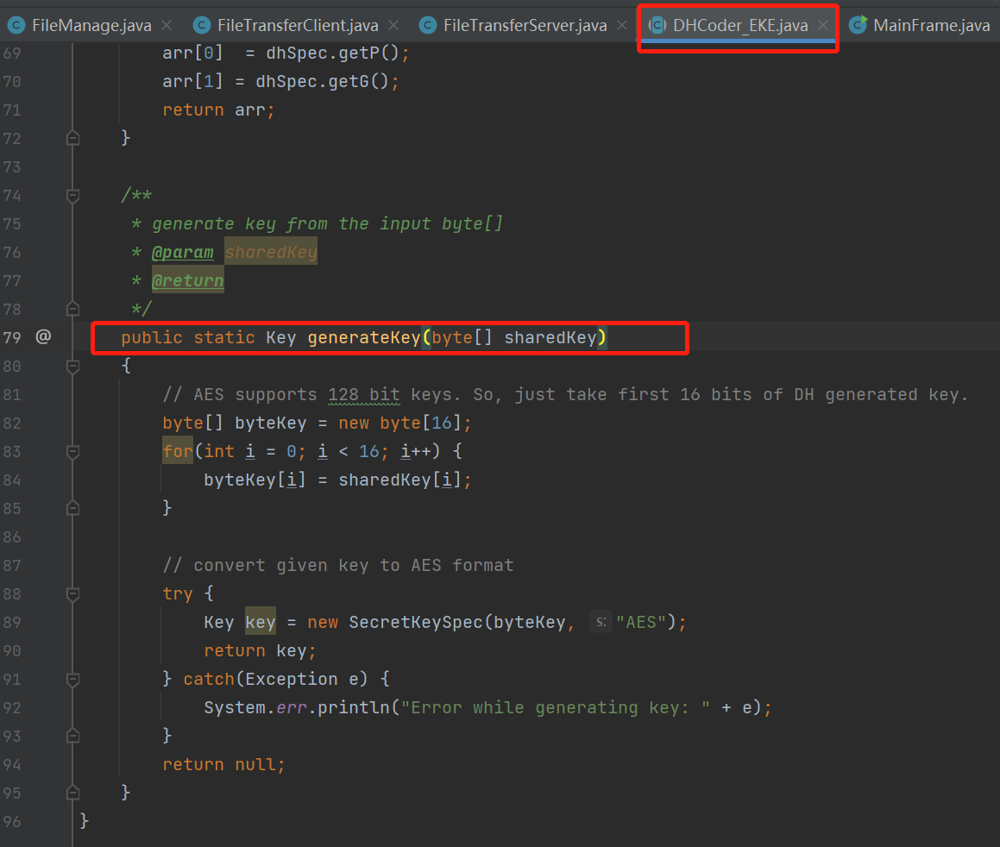 FileManage.java FileTransferClient.java FileTransferServer.java DHCoder_EKE.java MainFrame.java
69 arr[0]  = dhSpec.getP();
70 arr[1] = dhSpec.getG();
71 return arr;
72 }
73
74 /**
75 * generate key from the input byte[]
76 * @param sharedKey
77 * @return
78 */
79 @ public static Key generateKey(byte[] sharedKey)
80 {
81 // AES supports 128 bit keys. So, just take first 16 bits of DH generated key.
82 byte[] byteKey = new byte[16];
83 for(int i = 0; i < 16; i++) {
84 byteKey[i] = sharedKey[i];
85 }
86
87 // convert given key to AES format
88 try {
89 Key key = new SecretKeySpec(byteKey, s: "AES");
90 return key;
91 } catch(Exception e) {
92 System.err.println("Error while generating key: " + e);
93 }
94 return null;
95 }
96 }